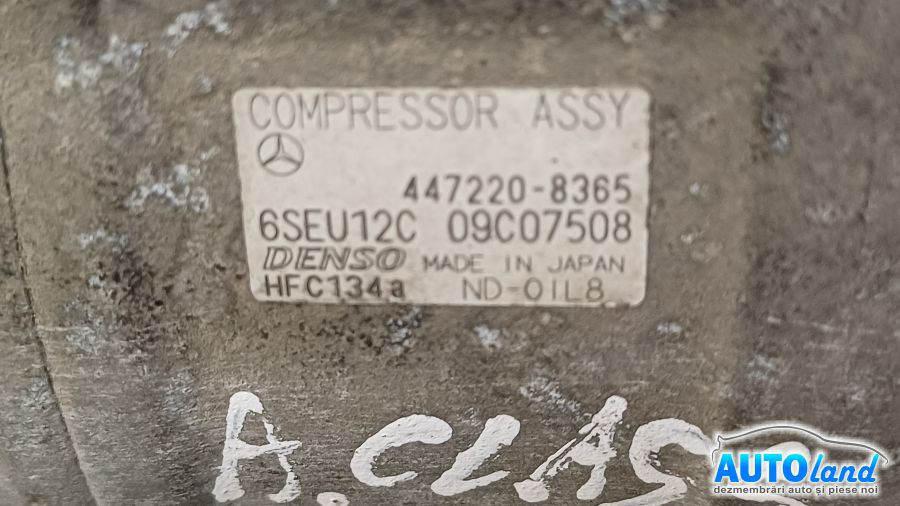 COMPRESSOR ASSY
447220-8365
6SEU12C 09C07508
DENSO MADE IN JAPAN
HFC134a ND-OIL8
A.CLAS
AUTOland
dezmembrări auto și piese noi